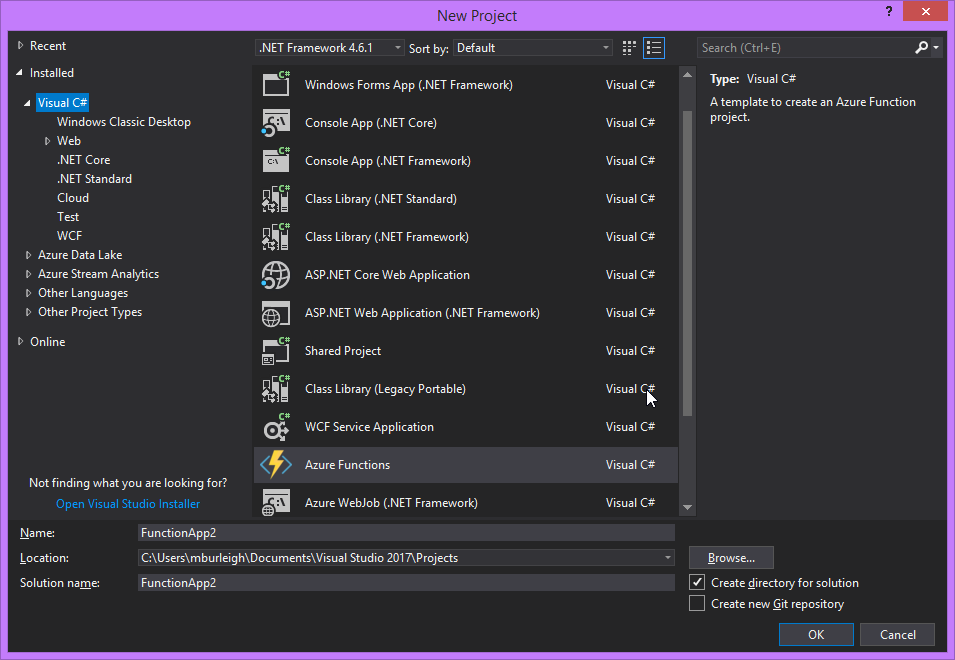 New Project
?
Recent
Installed
Visual C#
Windows Classic Desktop
Web
.NET Core
.NET Standard
Cloud
Test
WCF
Azure Data Lake
Azure Stream Analytics
Other Languages
Other Project Types
Online
Not finding what you are looking for?
Open Visual Studio Installer
.NET Framework 4.6.1 Sort by: Default
C# Windows Forms App (.NET Framework) Visual C#
C:\ Console App (.NET Core) Visual C#
C# C:\ Console App (.NET Framework) Visual C#
C# Class Library (.NET Standard) Visual C#
C# Class Library (.NET Framework) Visual C#
C# ASP.NET Core Web Application Visual C#
ASP.NET Web Application (.NET Framework) Visual C#
C# Shared Project Visual C#
C# Class Library (Legacy Portable) Visual C#
C# WCF Service Application Visual C#
Azure Functions Visual C#
C:\ Azure WebJob (.NET Framework) Visual C#
Search (Ctrl+E)
Type: Visual C#
A template to create an Azure Function
project.
Name: FunctionApp2
Location: C:\Users\mburleigh\Documents\Visual Studio 2017\Projects
Browse...
Solution name: FunctionApp2
Create directory for solution
Create new Git repository
OK Cancel